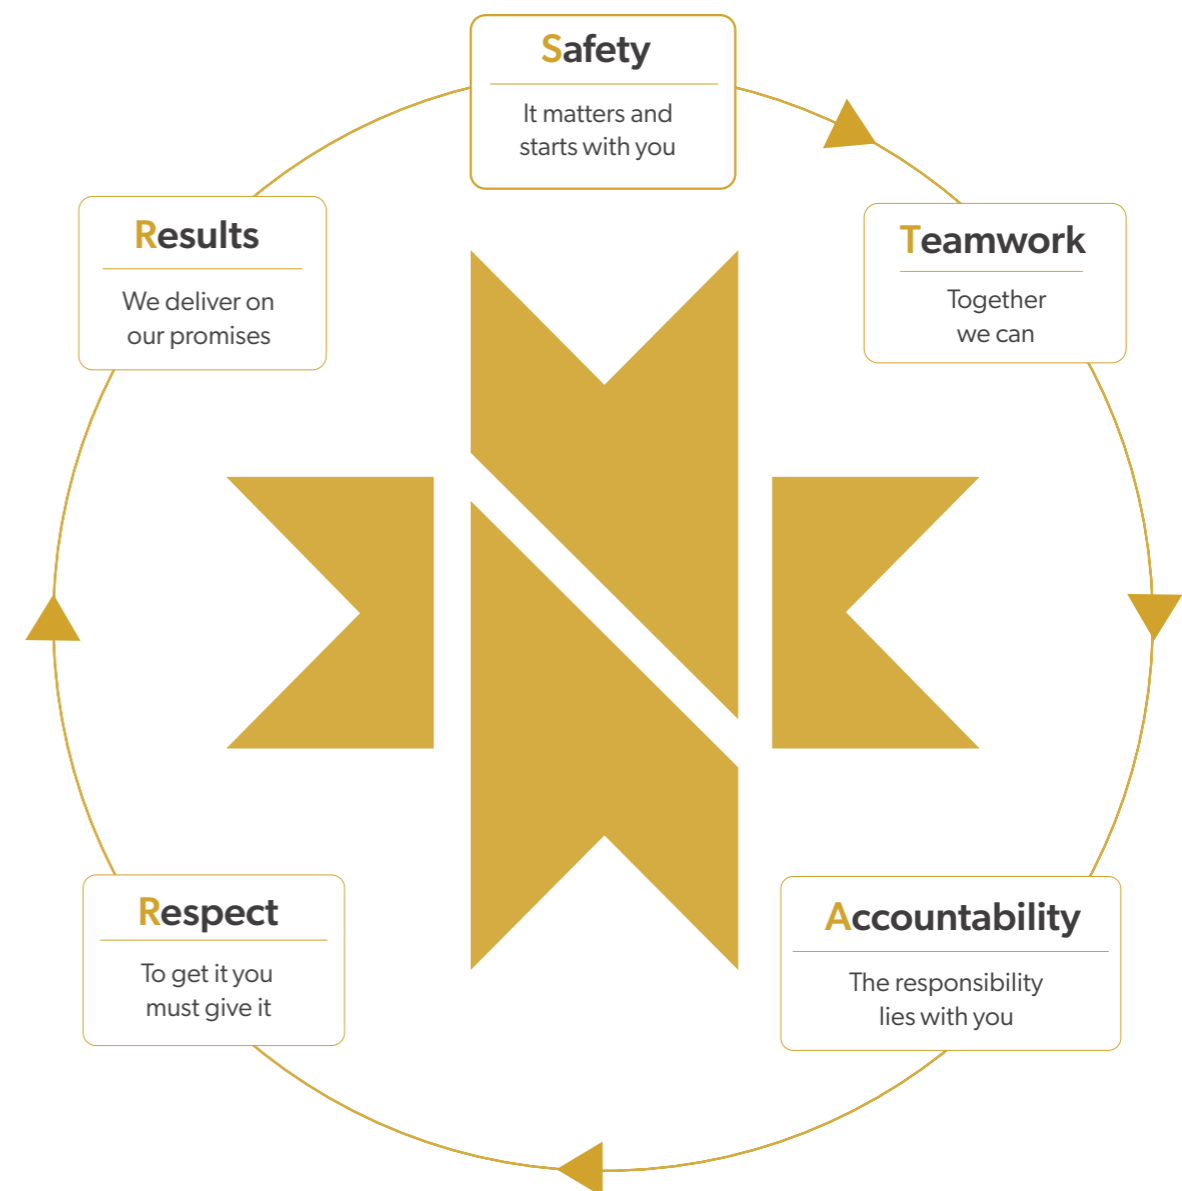 Safety
It matters and
starts with you
Teamwork
Together
we can
Accountability
The responsibility
lies with you
Respect
To get it you
must give it
Results
We deliver on
our promises